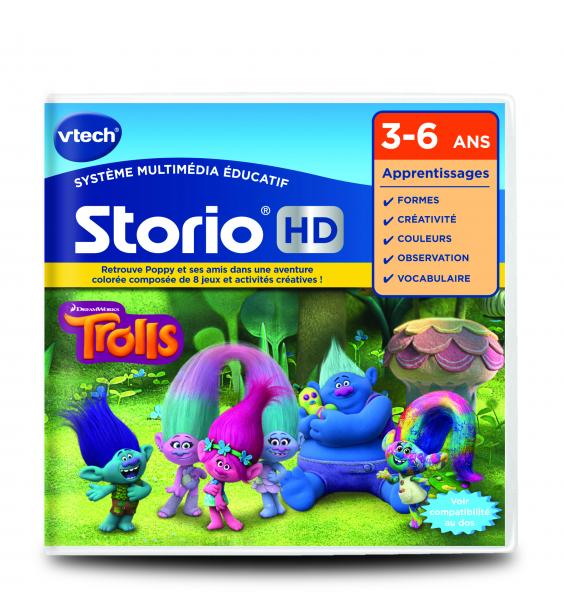 vtech®
SYSTÈME MULTIMÉDIA ÉDUCATIF
Storio® HD
Retrouve Poppy et ses amis dans une aventure
colorée composée de 8 jeux et activités créatives !
3-6 ANS
Apprentissages
✔ FORMES
✔ CRÉATIVITÉ
✔ COULEURS
✔ OBSERVATION
✔ VOCABULAIRE
DREAMWORKS
Trolls
Voir
compatibilité
au dos